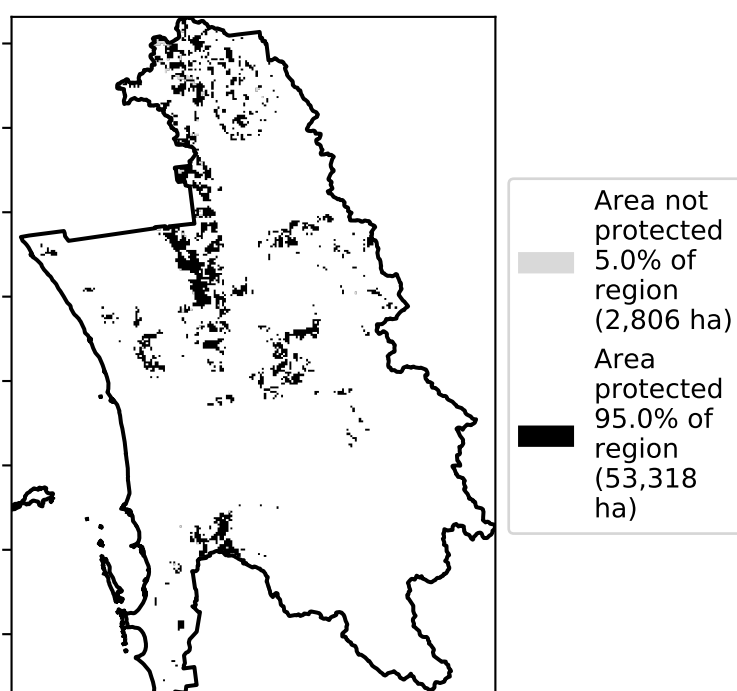 Area not
protected
5.0% of
region
(2,806 ha)
Area
protected
95.0% of
region
(53,318
ha)